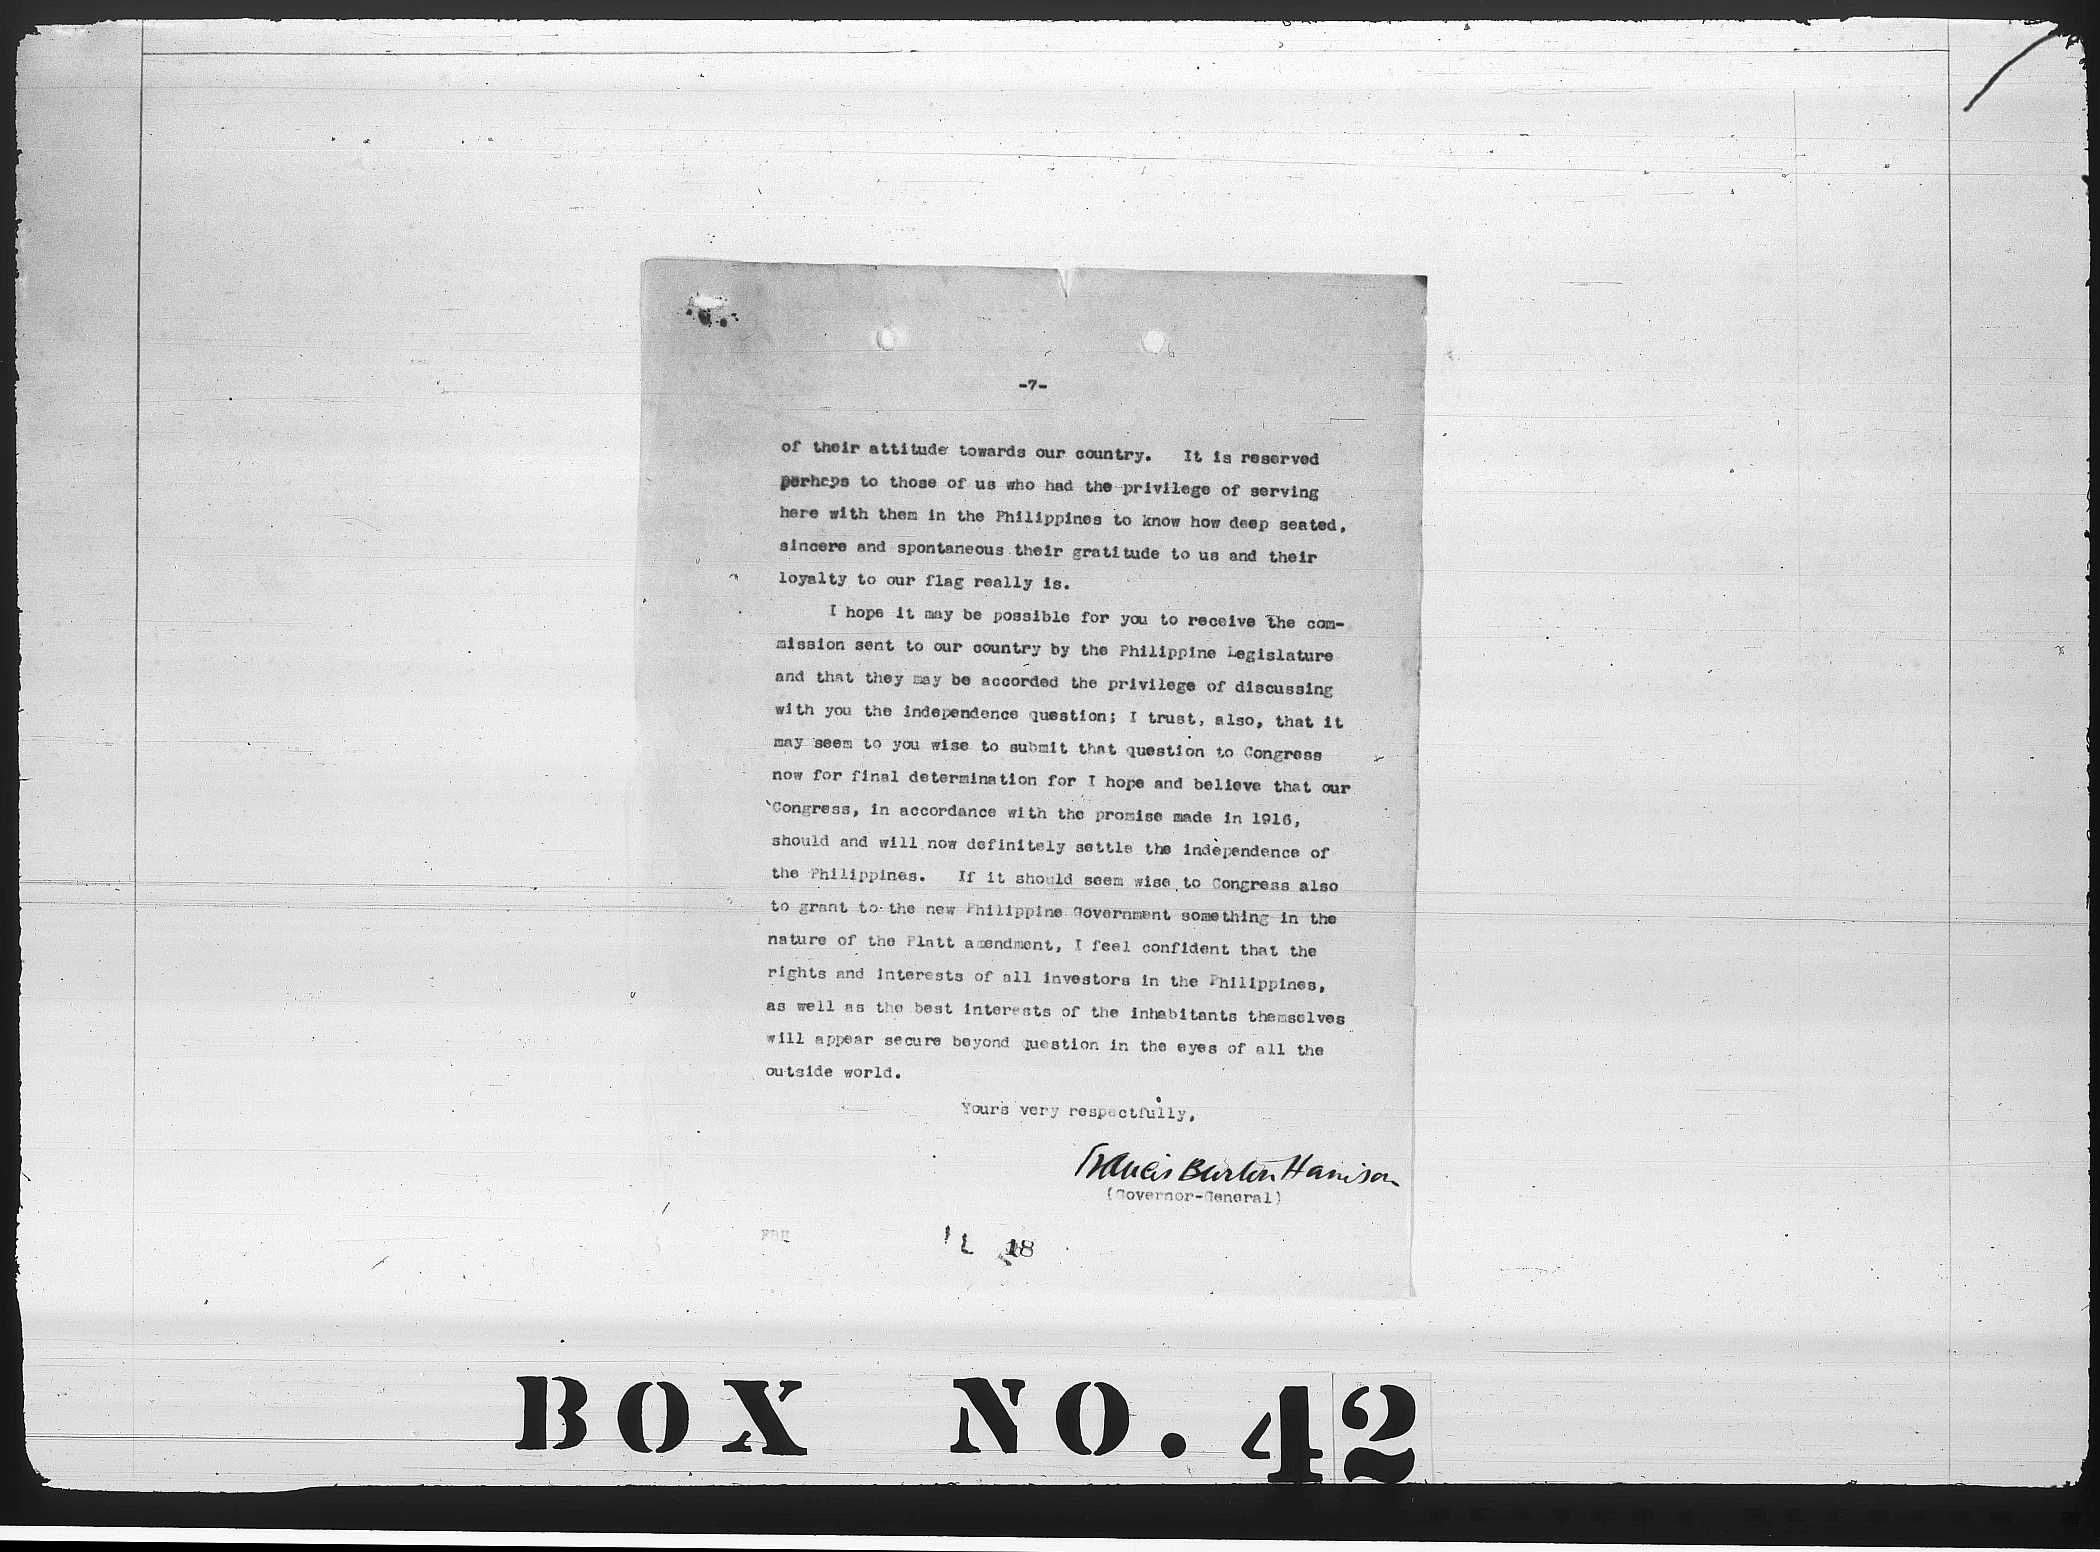 -7-
of their attitude towards our country. It is reserved
perhaps to those of us who had the privilege of serving
here with them in the Philippines to know how deep seated,
sincere and spontaneous their gratitude to us and their
loyalty to our flag really is.
I hope it may be possible for you to receive the com-
mission sent to our country by the Philippine Legislature
and that they may be accorded the privilege of discussing
with you the independence question; I trust, also, that it
may seem to you wise to submit that question to Congress
now for final determination for I hope and believe that our
Congress, in accordance with the promise made in 1916,
should and will now definitely settle the independence of
the Philippines. If it should seem wise to Congress also
to grant to the new Philippine Government something in the
nature of the Platt amendment, I feel confident that the
rights and interests of all investors in the Philippines,
as well as the best interests of the inhabitants themselves
will appear secure beyond question in the eyes of all the
outside world.
Yours very respectfully,
Francis Burton Harrison
(Governor-General)
FBH
18
BOX NO. 42